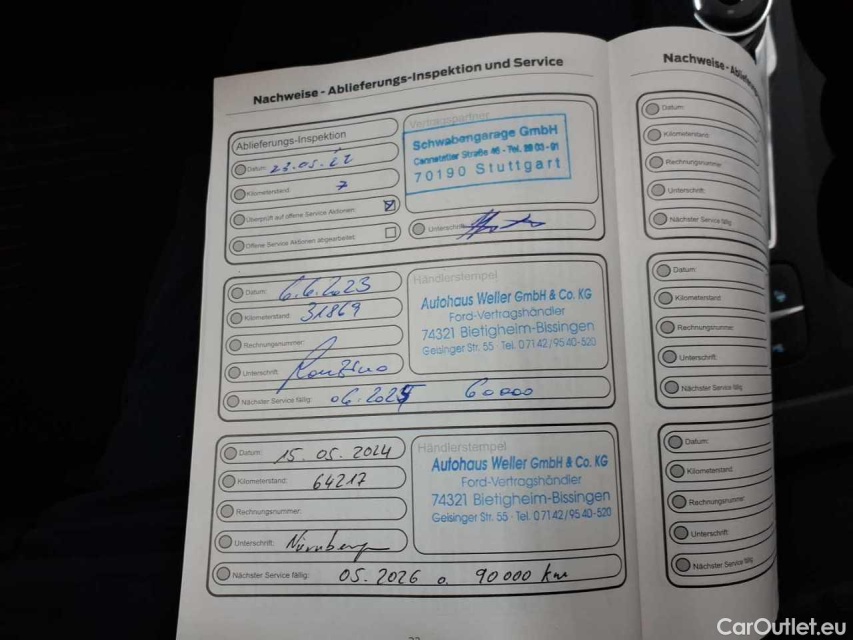 Nachweise - Ablieferungs-Inspektion und Service
Ablieferungs-Inspektion
Datum: 23.05.22
Kilometerstand: 7
Überprüft auf offene Service Aktionen:
Offene Service Aktionen abgearbeitet:
Vertragspartner
Schwabengarage GmbH
Cannstatter Straße 46 - Tel. 28 03-01
70190 Stuttgart
Unterschrift:
Datum: 6.6.2023
Kilometerstand: 31869
Rechnungsnummer:
Unterschrift:
Nächster Service fällig: 06.2025 60000
Händlerstempel
Autohaus Weller GmbH & Co. KG
Ford-Vertragshändler
74321 Bietigheim-Bissingen
Geisinger Str. 55 · Tel. 07142/9540-520
Datum: 15.05.2024
Kilometerstand: 64217
Rechnungsnummer:
Unterschrift: Nürnberg
Nächster Service fällig: 05.2026 o. 90000 km
Händlerstempel
Autohaus Weller GmbH & Co. KG
Ford-Vertragshändler
74321 Bietigheim-Bissingen
Geisinger Str. 55 · Tel. 07142/9540-520
Nachweise - Ablieferun
Datum:
Kilometerstand:
Rechnungsnummer:
Unterschrift:
Nächster Service fällig
Datum:
Kilometerstand:
Rechnungsnummer:
Unterschrift:
Nächster Service fällig
Datum:
Kilometerstand:
Rechnungsnummer
Unterschrift:
Nächster Service fällig
CarOutlet.eu